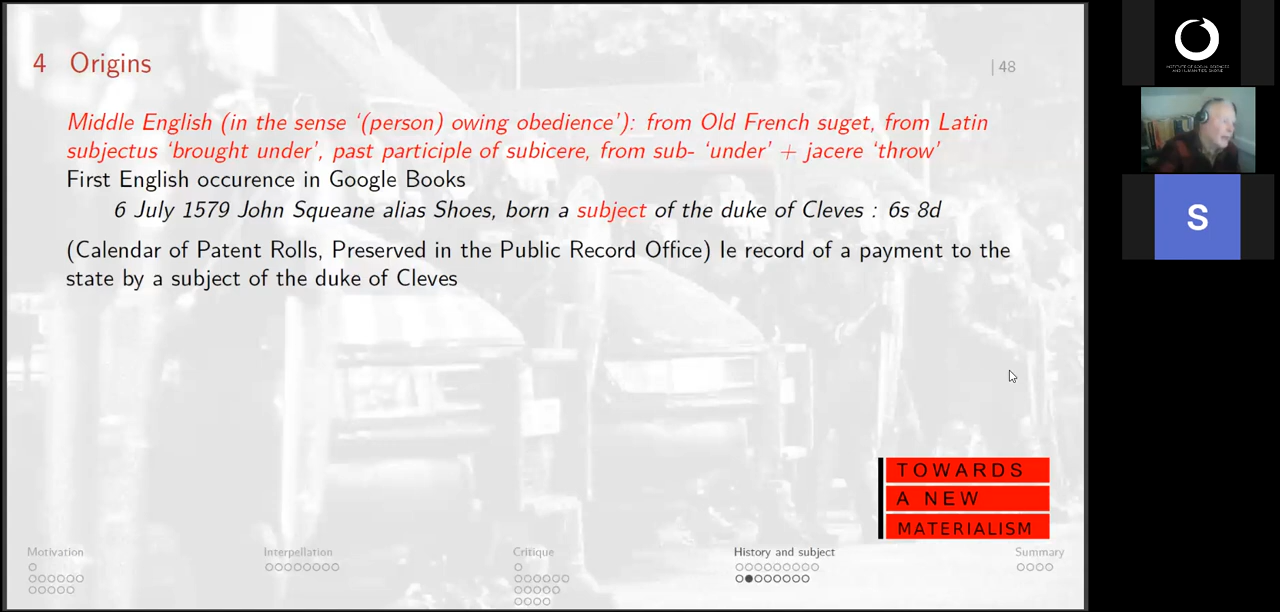 4 Origins
| 48
Middle English (in the sense ‘(person) owing obedience’): from Old French suget, from Latin
subjectus ‘brought under’, past participle of subicere, from sub- ‘under’ + jacere ‘throw’
First English occurence in Google Books
6 July 1579 John Squeane alias Shoes, born a subject of the duke of Cleves : 6s 8d
(Calendar of Patent Rolls, Preserved in the Public Record Office) Ie record of a payment to the
state by a subject of the duke of Cleves
TOWARDS
A NEW
MATERIALISM
Motivation
Interpellation
Critique
History and subject
Summary
S